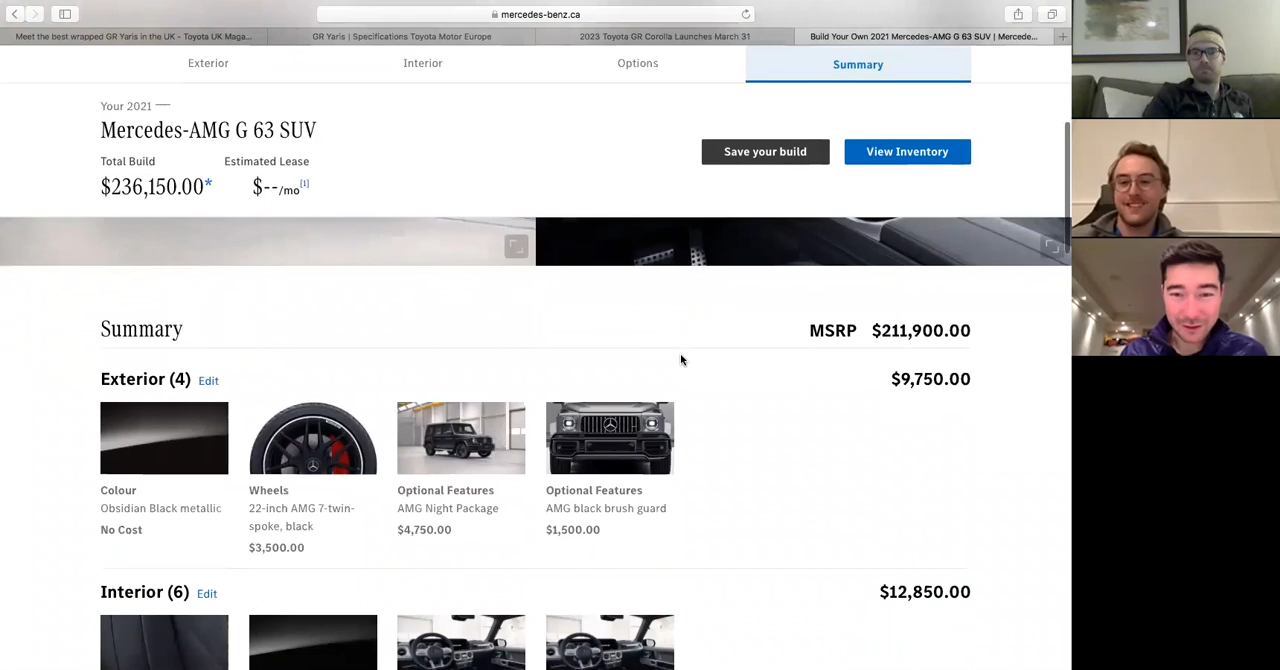 mercedes-benz.ca
Meet the best wrapped GR Yaris in the UK - Toyota UK Maga...
GR Yaris | Specifications Toyota Motor Europe
2023 Toyota GR Corolla Launches March 31
Build Your Own 2021 Mercedes-AMG G 63 SUV | Mercede...
Exterior
Interior
Options
Summary
Your 2021
Mercedes-AMG G 63 SUV
Total Build
Estimated Lease
$236,150.00*
$--/mo[1]
Save your build
View Inventory
Summary
MSRP $211,900.00
Exterior (4) Edit
$9,750.00
Colour
Obsidian Black metallic
No Cost
Wheels
22-inch AMG 7-twin-
spoke, black
$3,500.00
Optional Features
AMG Night Package
$4,750.00
Optional Features
AMG black brush guard
$1,500.00
Interior (6) Edit
$12,850.00